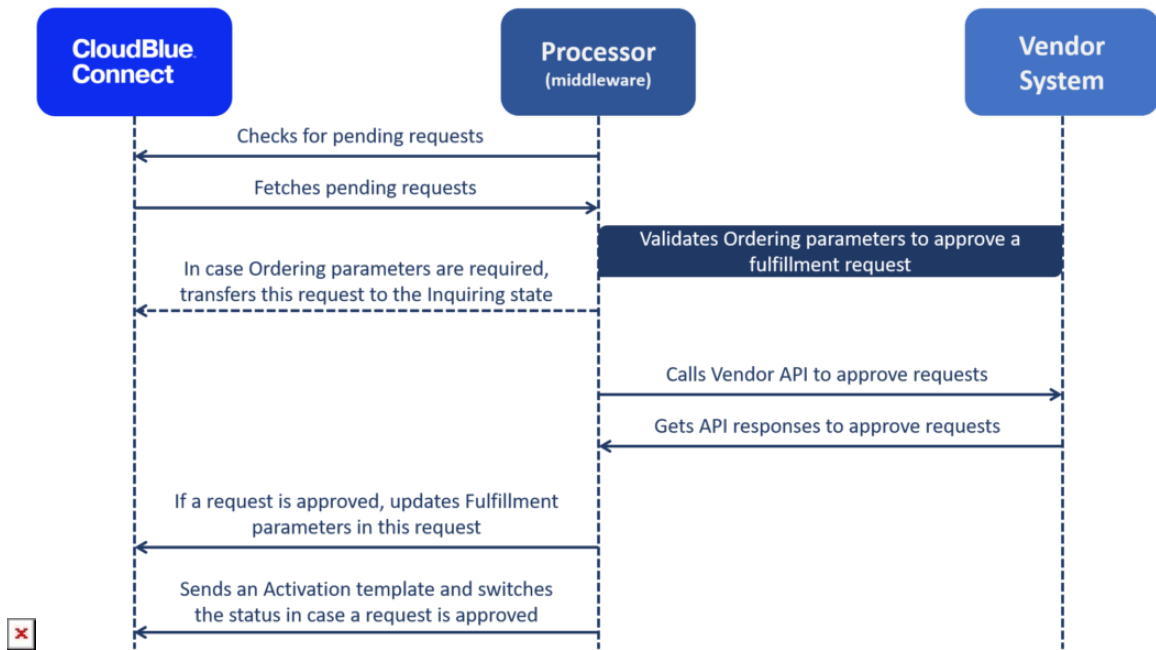 CloudBlue.
Connect
Processor
(middleware)
Vendor
System
Checks for pending requests
Fetches pending requests
Validates Ordering parameters to approve a
fulfillment request
In case Ordering parameters are required,
transfers this request to the Inquiring state
Calls Vendor API to approve requests
Gets API responses to approve requests
If a request is approved, updates Fulfillment
parameters in this request
Sends an Activation template and switches
the status in case a request is approved